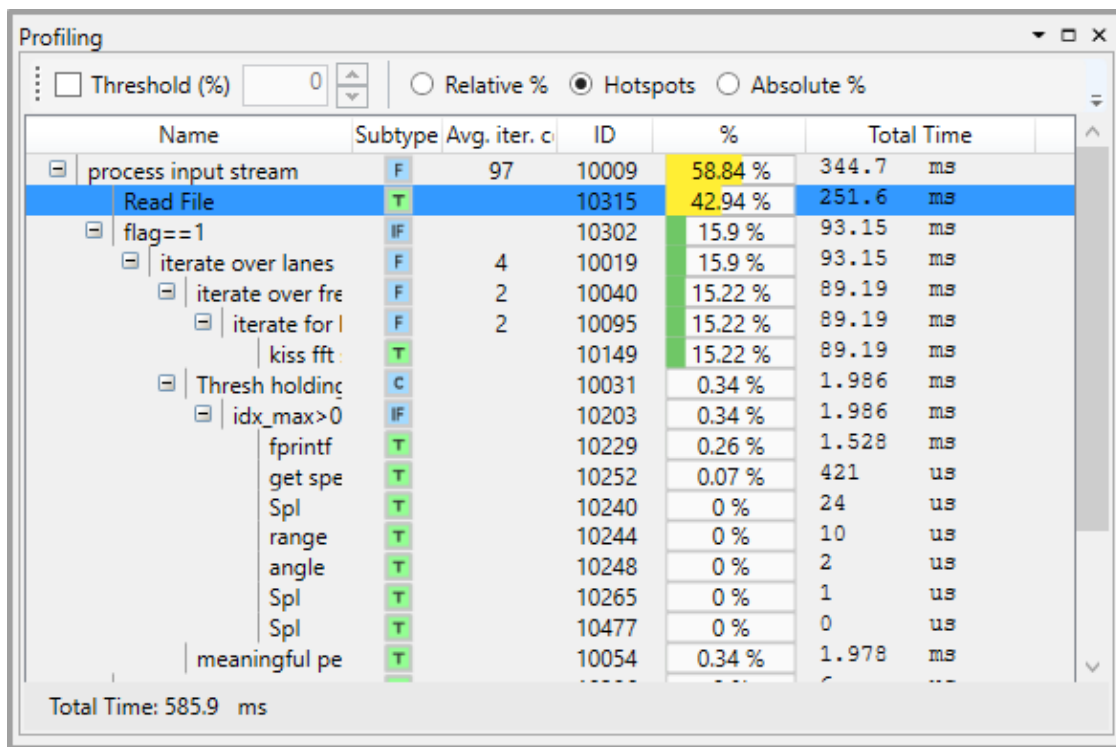 Profiling
Threshold (%) 0 Relative % Hotspots Absolute %
Name Subtype Avg. iter. c ID % Total Time
process input stream F 97 10009 58.84 % 344.7 ms
Read File T 10315 42.94 % 251.6 ms
flag==1 IF 10302 15.9 % 93.15 ms
iterate over lanes F 4 10019 15.9 % 93.15 ms
iterate over fre F 2 10040 15.22 % 89.19 ms
iterate for F 2 10095 15.22 % 89.19 ms
kiss fft T 10149 15.22 % 89.19 ms
Thresh holding C 10031 0.34 % 1.986 ms
idx_max>0 IF 10203 0.34 % 1.986 ms
fprintf T 10229 0.26 % 1.528 ms
get spe T 10252 0.07 % 421 us
Spl T 10240 0 % 24 us
range T 10244 0 % 10 us
angle T 10248 0 % 2 us
Spl T 10265 0 % 1 us
Spl T 10477 0 % 0 us
meaningful pe T 10054 0.34 % 1.978 ms
Total Time: 585.9 ms